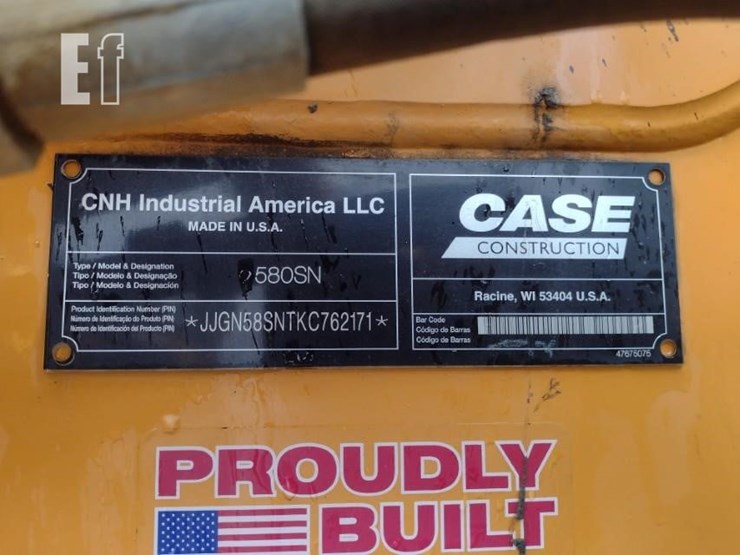 Ef
CNH Industrial America LLC
MADE IN U.S.A.
Type / Model & Designation
Tipo / Modelo & Designação
Tipo / Modelo & Designación
580SN
Product Identification Number (PIN)
Número de Identificação do Produto (PIN)
Número de Identificación del Producto (PIN)
*JJGN58SNTKC762171*
CASE
CONSTRUCTION
Racine, WI 53404 U.S.A.
Bar Code
Código de Barras
Código de Barras
47675075
PROUDLY
BUILT